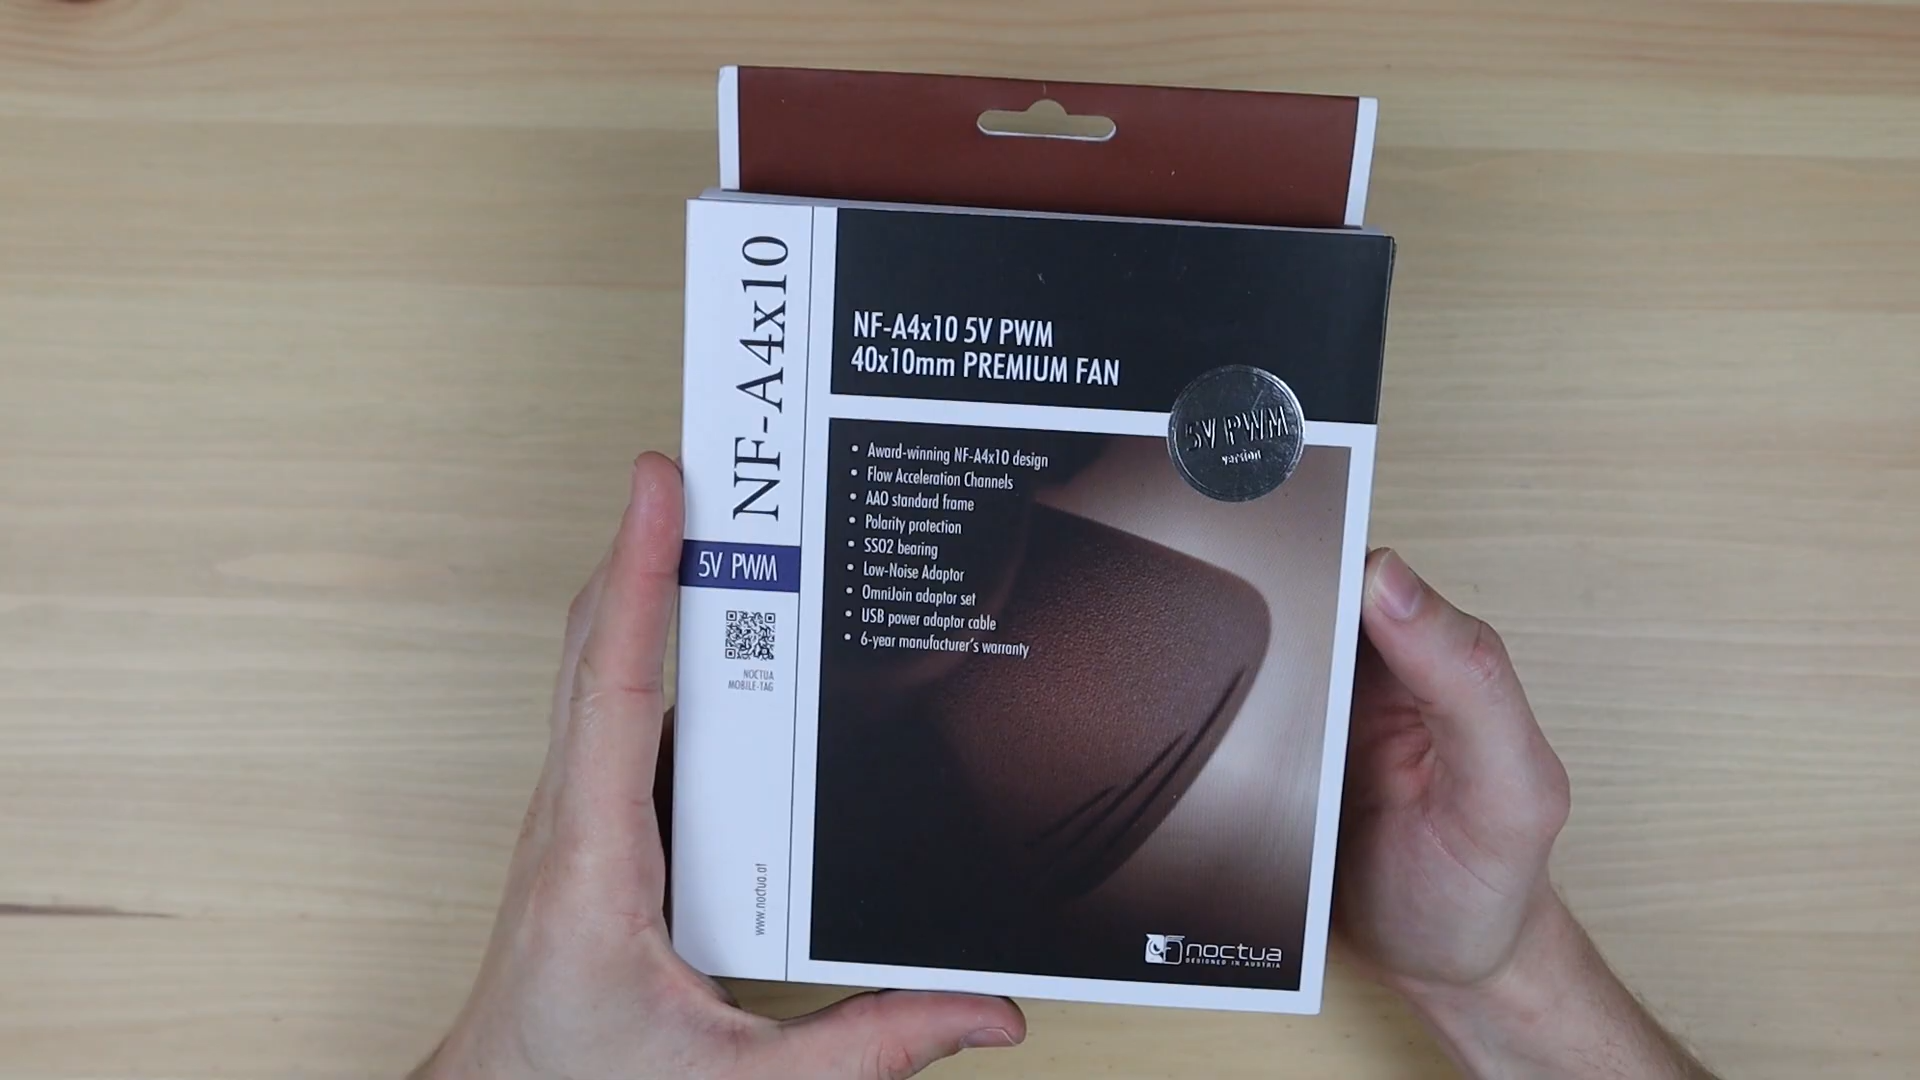 NF-A4x10
5V PWM
NOCTUA
MOBILE-TAG
www.noctua.at
NF-A4x10 5V PWM
40x10mm PREMIUM FAN
5V PWM
version
• Award-winning NF-A4x10 design
• Flow Acceleration Channels
• AAO standard frame
• Polarity protection
• SSO2 bearing
• Low-Noise Adaptor
• OmniJoin adaptor set
• USB power adaptor cable
• 6-year manufacturer's warranty
noctua
DESIGNED IN AUSTRIA